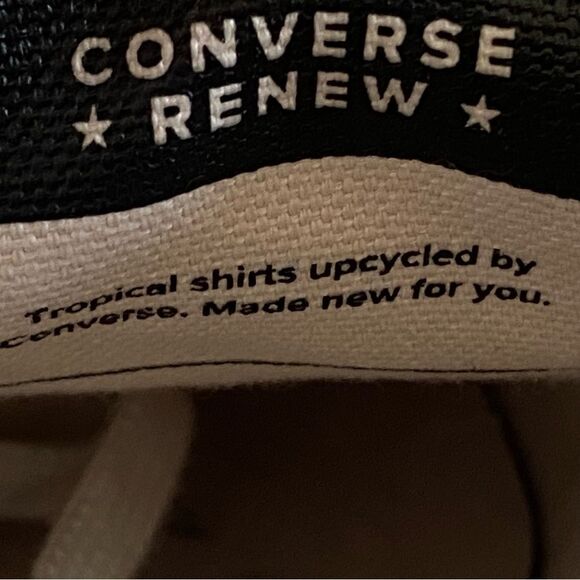 CONVERSE
★ RENEW ★
Tropical shirts upcycled by
Converse. Made new for you.